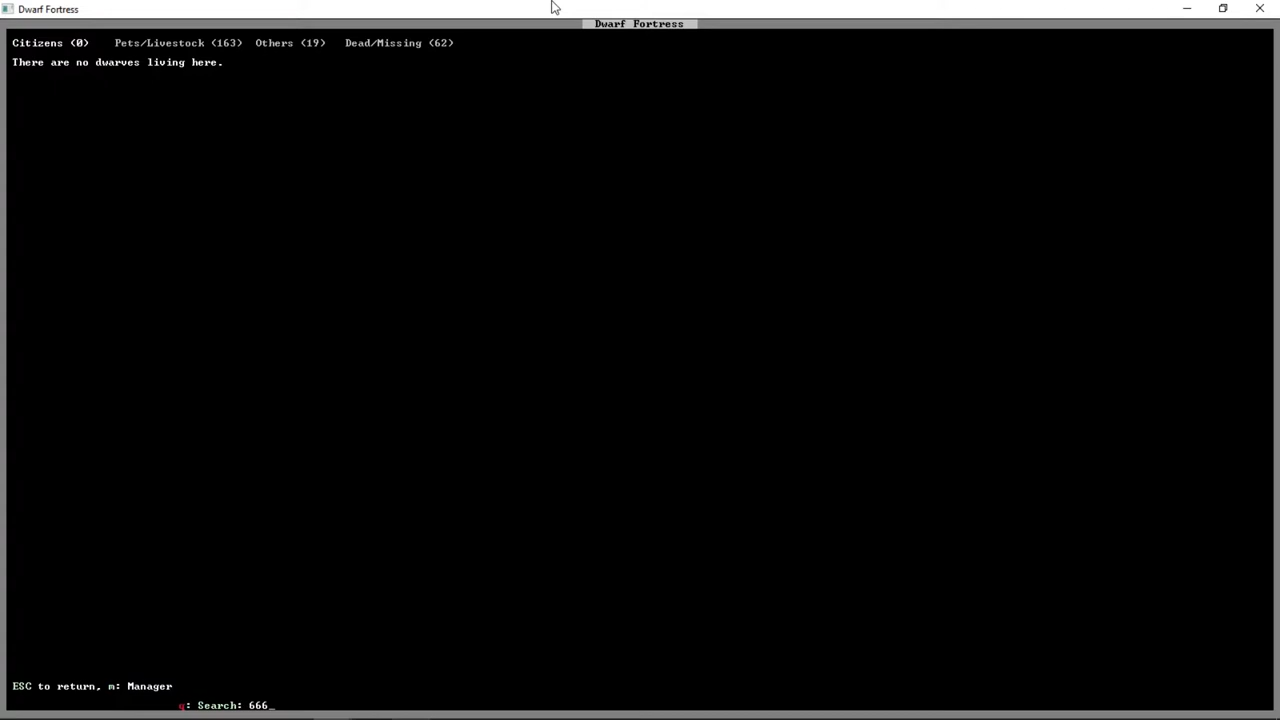 Dwarf Fortress
Dwarf Fortress
Citizens (0) Pets/Livestock (163) Others (19) Dead/Missing (62)
There are no dwarves living here.
ESC to return, m: Manager
q: Search: 666_